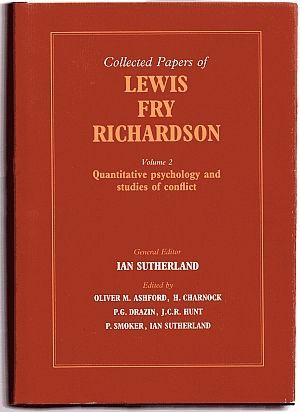 Collected Papers of
LEWIS
FRY
RICHARDSON
Volume 2
Quantitative psychology and
studies of conflict
General Editor
IAN SUTHERLAND
Edited by
OLIVER M. ASHFORD, H. CHARNOCK
P.G. DRAZIN, J.C.R. HUNT
P. SMOKER, IAN SUTHERLAND